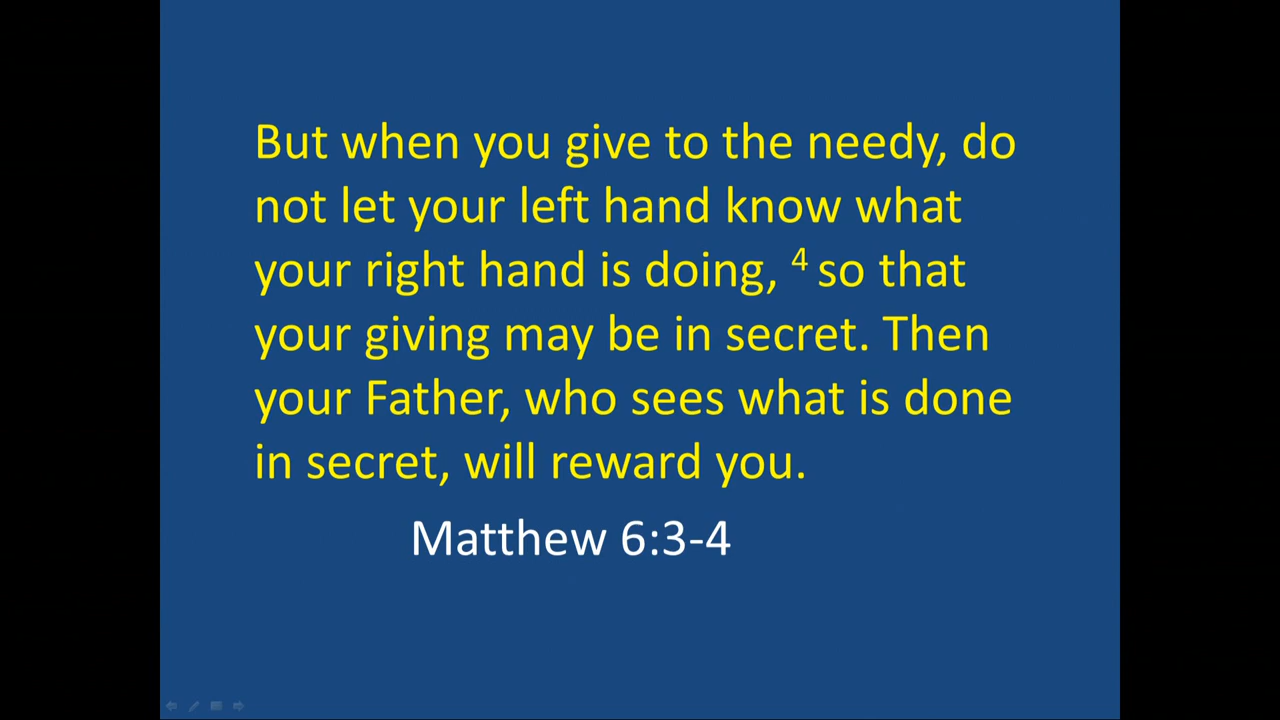 But when you give to the needy, do
not let your left hand know what
your right hand is doing, 4 so that
your giving may be in secret. Then
your Father, who sees what is done
in secret, will reward you.
Matthew 6:3-4